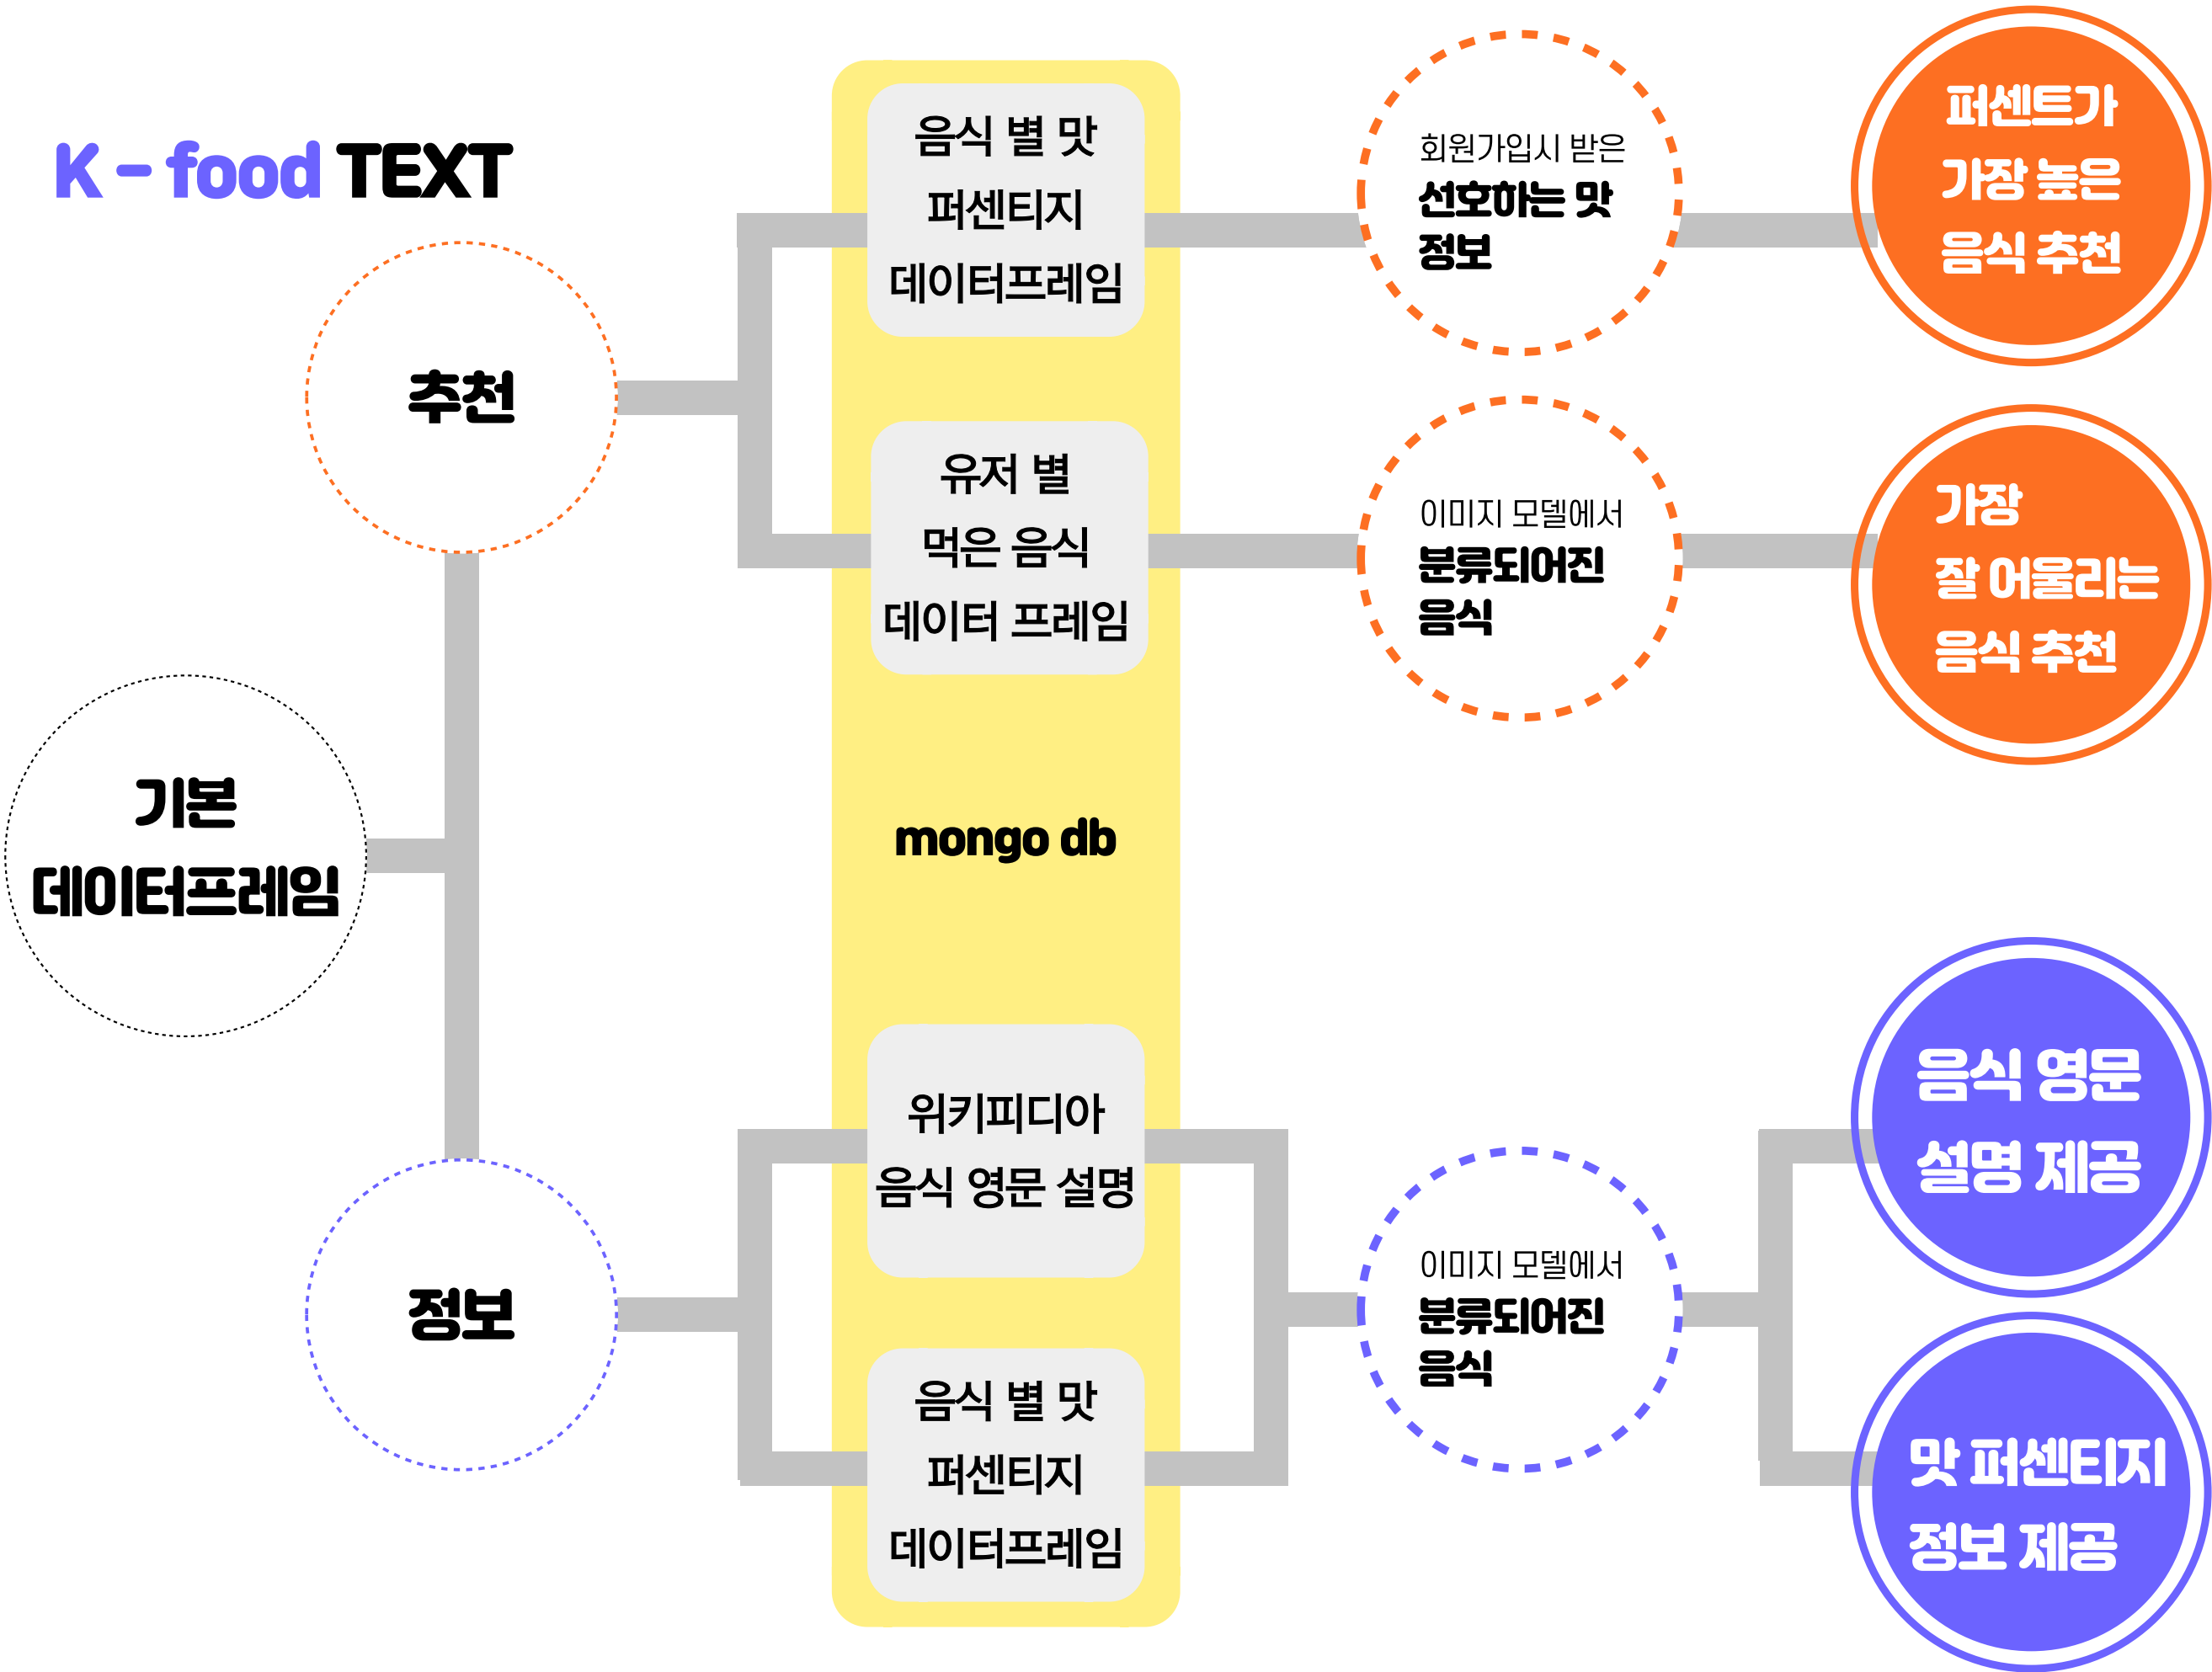 K - food TEXT
추천
기본
데이터프레임
정보
음식 별 맛
퍼센티지
데이터프레임
유저 별
먹은 음식
데이터 프레임
mongo db
위키피디아
음식 영문 설명
음식 별 맛
퍼센티지
데이터프레임
회원가입시 받은
선호하는 맛
정보
이미지 모델에서
분류되어진
음식
이미지 모델에서
분류되어진
음식
퍼센트가
가장 높은
음식 추천
가장
잘 어울리는
음식 추천
음식 영문
설명 제공
맛 퍼센티지
정보 제공